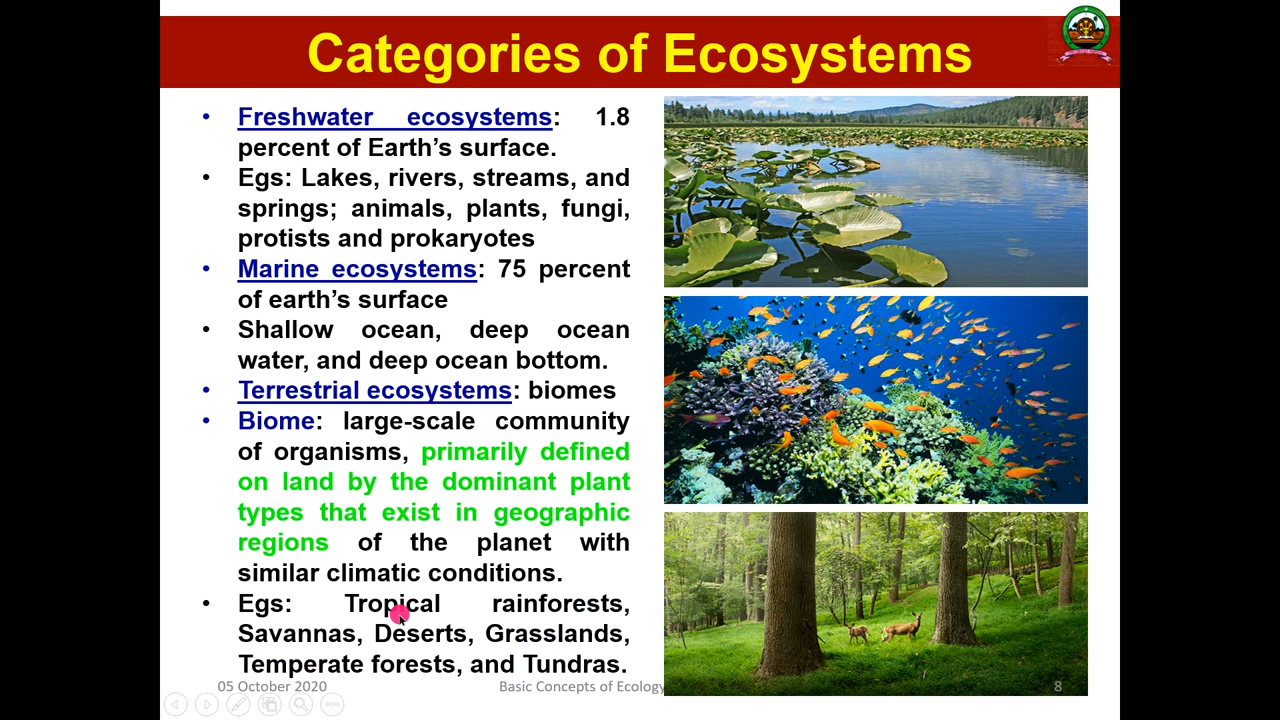 Categories of Ecosystems
• Freshwater ecosystems: 1.8
percent of Earth’s surface.
• Egs: Lakes, rivers, streams, and
springs; animals, plants, fungi,
protists and prokaryotes
• Marine ecosystems: 75 percent
of earth’s surface
• Shallow ocean, deep ocean
water, and deep ocean bottom.
• Terrestrial ecosystems: biomes
• Biome: large-scale community
of organisms, primarily defined
on land by the dominant plant
types that exist in geographic
regions of the planet with
similar climatic conditions.
• Egs: Tropical rainforests,
Savannas, Deserts, Grasslands,
Temperate forests, and Tundras.
05 October 2020 Basic Concepts of Ecology 8